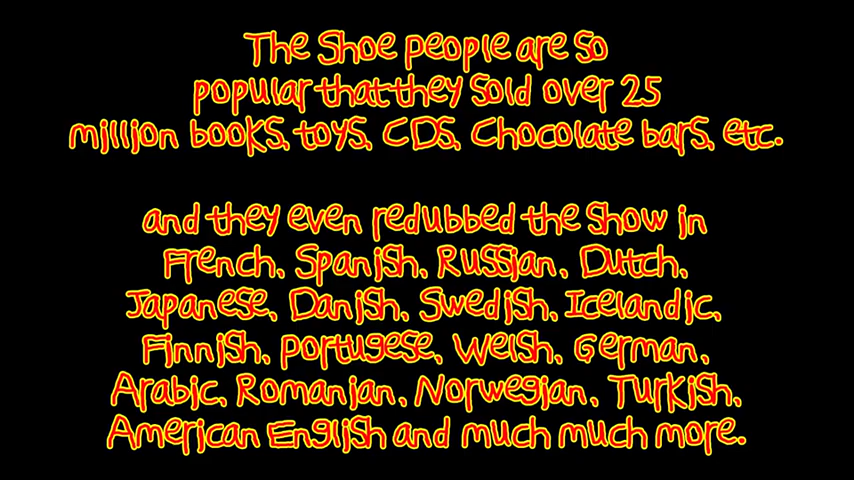 The Shoe people are so
popular that they sold over 25
million books, toys, CDs, Chocolate bars, etc.
and they even redubbed the show in
French, Spanish, Russian, Dutch,
Japanese, Danish, Swedish, Icelandic,
Finnish, Portugese, Welsh, German,
Arabic, Romanian, Norwegian, Turkish,
American English and much much more.